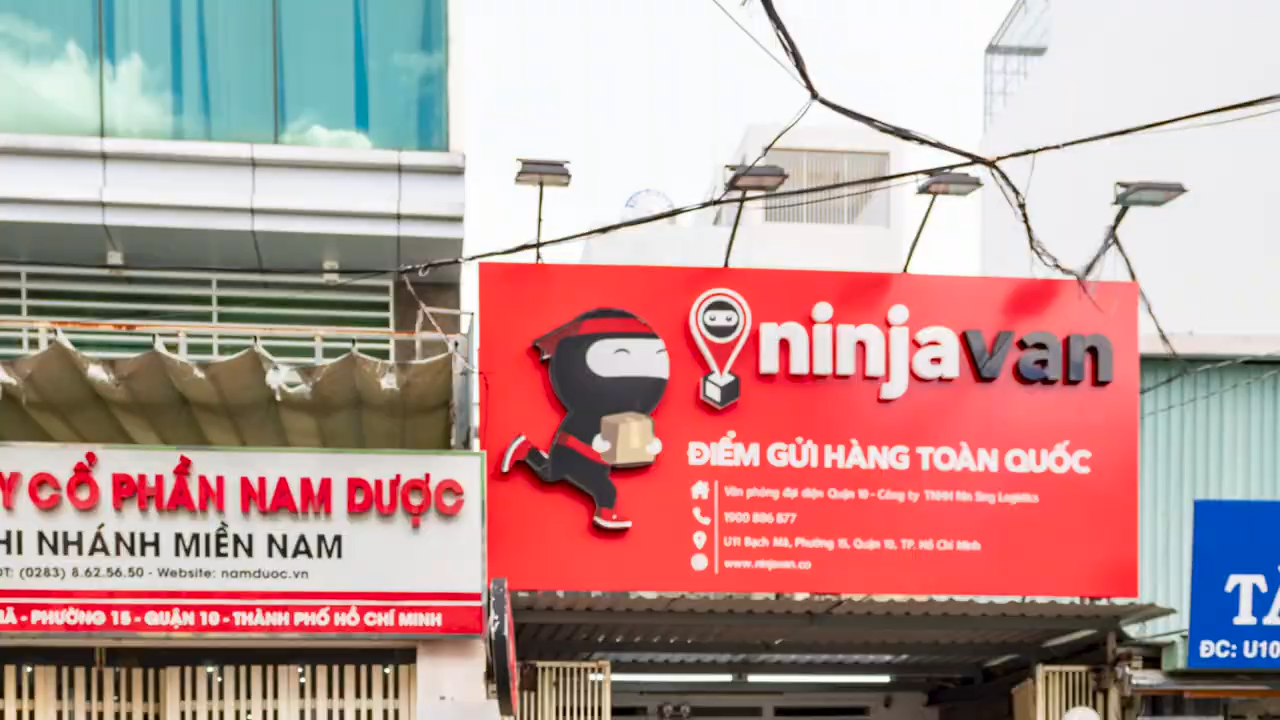 Y CỔ PHẦN NAM DƯỢC
HI NHÁNH MIỀN NAM
ĐT: (0283) 8.62.56.50 - Website: namduoc.vn
MÃ - PHƯỜNG 15 - QUẬN 10 - THÀNH PHỐ HỒ CHÍ MINH
ninjavan
ĐIỂM GỬI HÀNG TOÀN QUỐC
Văn phòng đại diện Quận 10 - Công ty TNHH Nin Sing Logistics
1900 886 877
U11 Bạch Mã, Phường 15, Quận 10, TP. Hồ Chí Minh
www.ninjavan.co
ĐC: U10